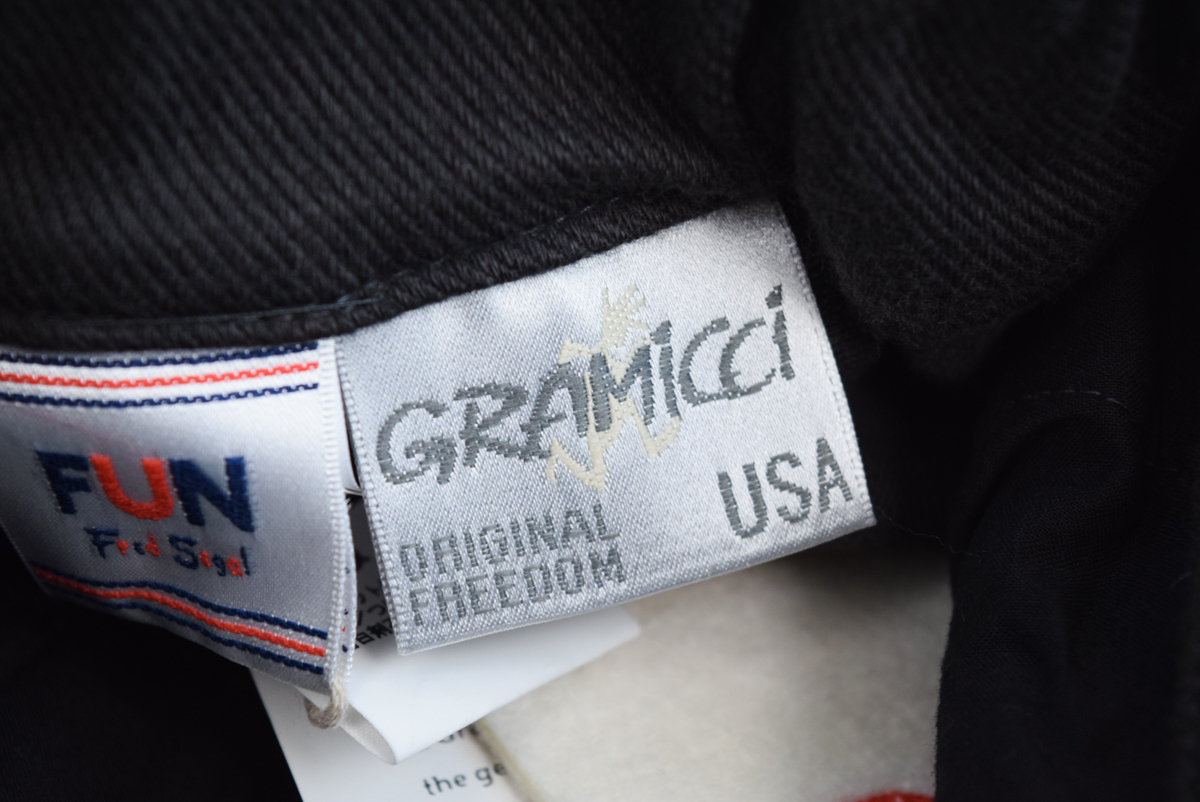 FUN
Fred Segal
GRAMICCI
USA
ORIGINAL
FREEDOM
the ge